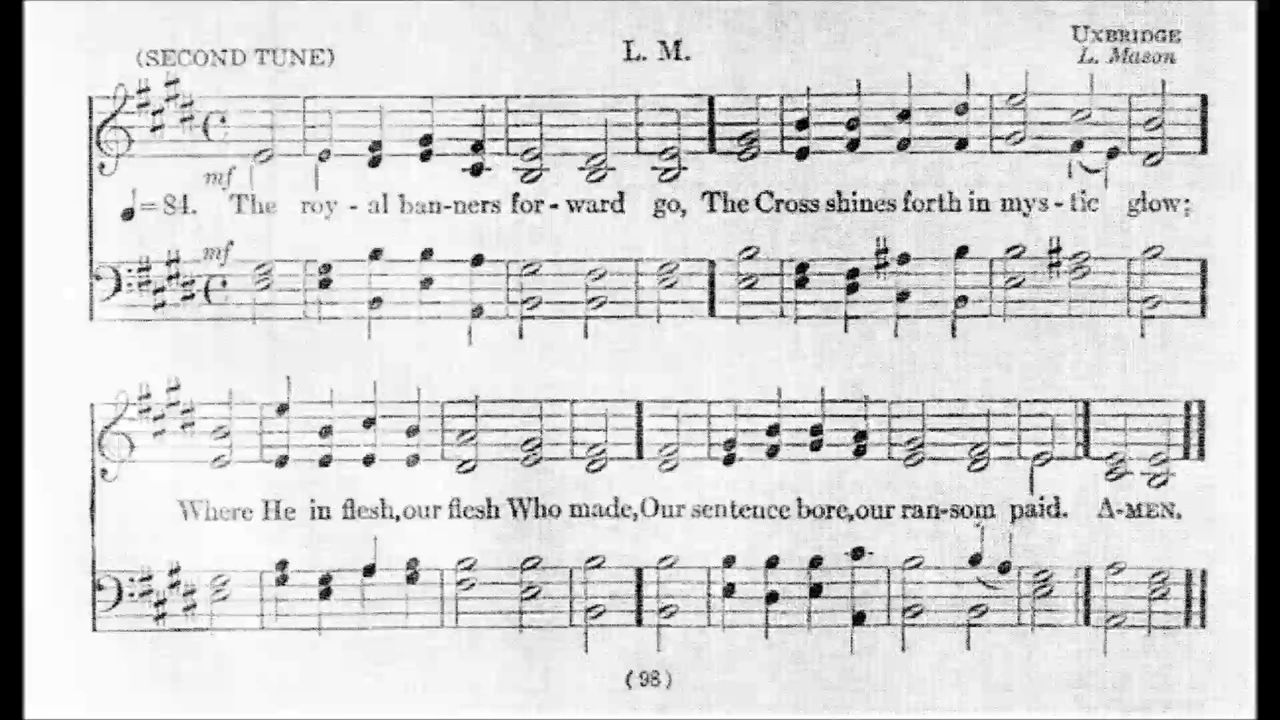 (SECOND TUNE) L. M. UXBRIDGE
L. Mason
mf
♩=84. The roy - al ban-ners for - ward go, The Cross shines forth in mys - tic glow;
mf
Where He in flesh, our flesh Who made, Our sentence bore, our ran-som paid. A-MEN.
(98)